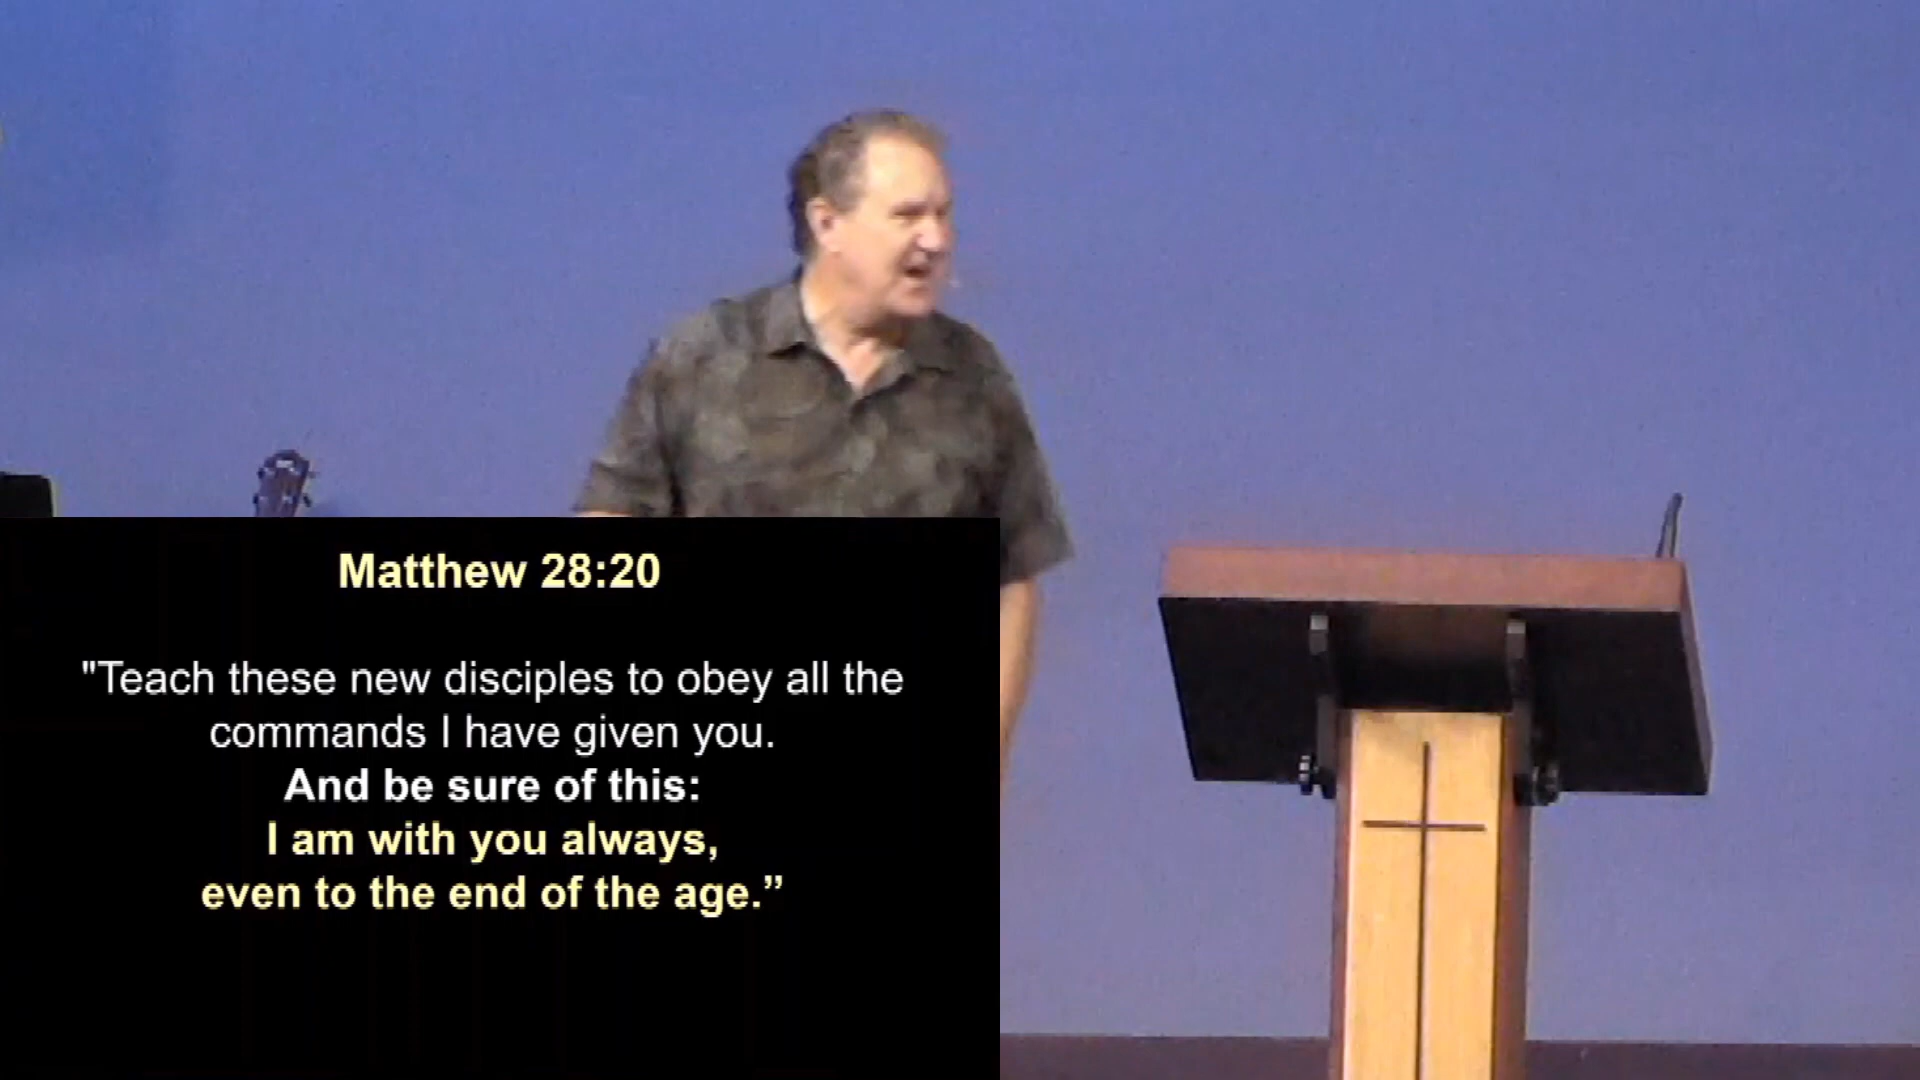 Matthew 28:20
"Teach these new disciples to obey all the
commands I have given you.
And be sure of this:
I am with you always,
even to the end of the age.”